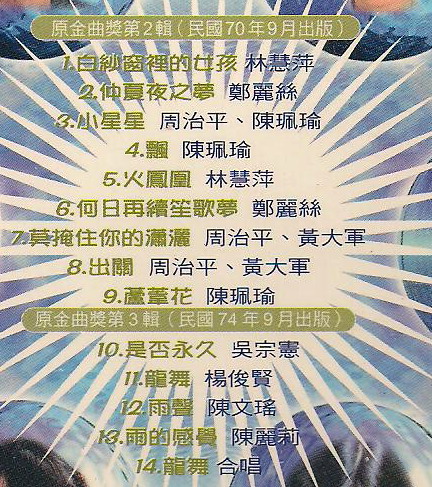 原金曲獎第2輯(民國70年9月出版)
1.白紗窗裡的女孩 林慧萍
2.仲夏夜之夢 鄭麗絲
3.小星星 周治平、陳珮瑜
4.飄 陳珮瑜
5.火鳳凰 林慧萍
6.何日再續笙歌夢 鄭麗絲
7.莫掩住你的瀟灑 周治平、黃大軍
8.出關 周治平、黃大軍
9.蘆葦花 陳珮瑜
原金曲獎第3輯(民國74年9月出版)
10.是否永久 吳宗憲
11.龍舞 楊俊賢
12.雨聲 陳文瑤
13.雨的感覺 陳麗莉
14.龍舞 合唱